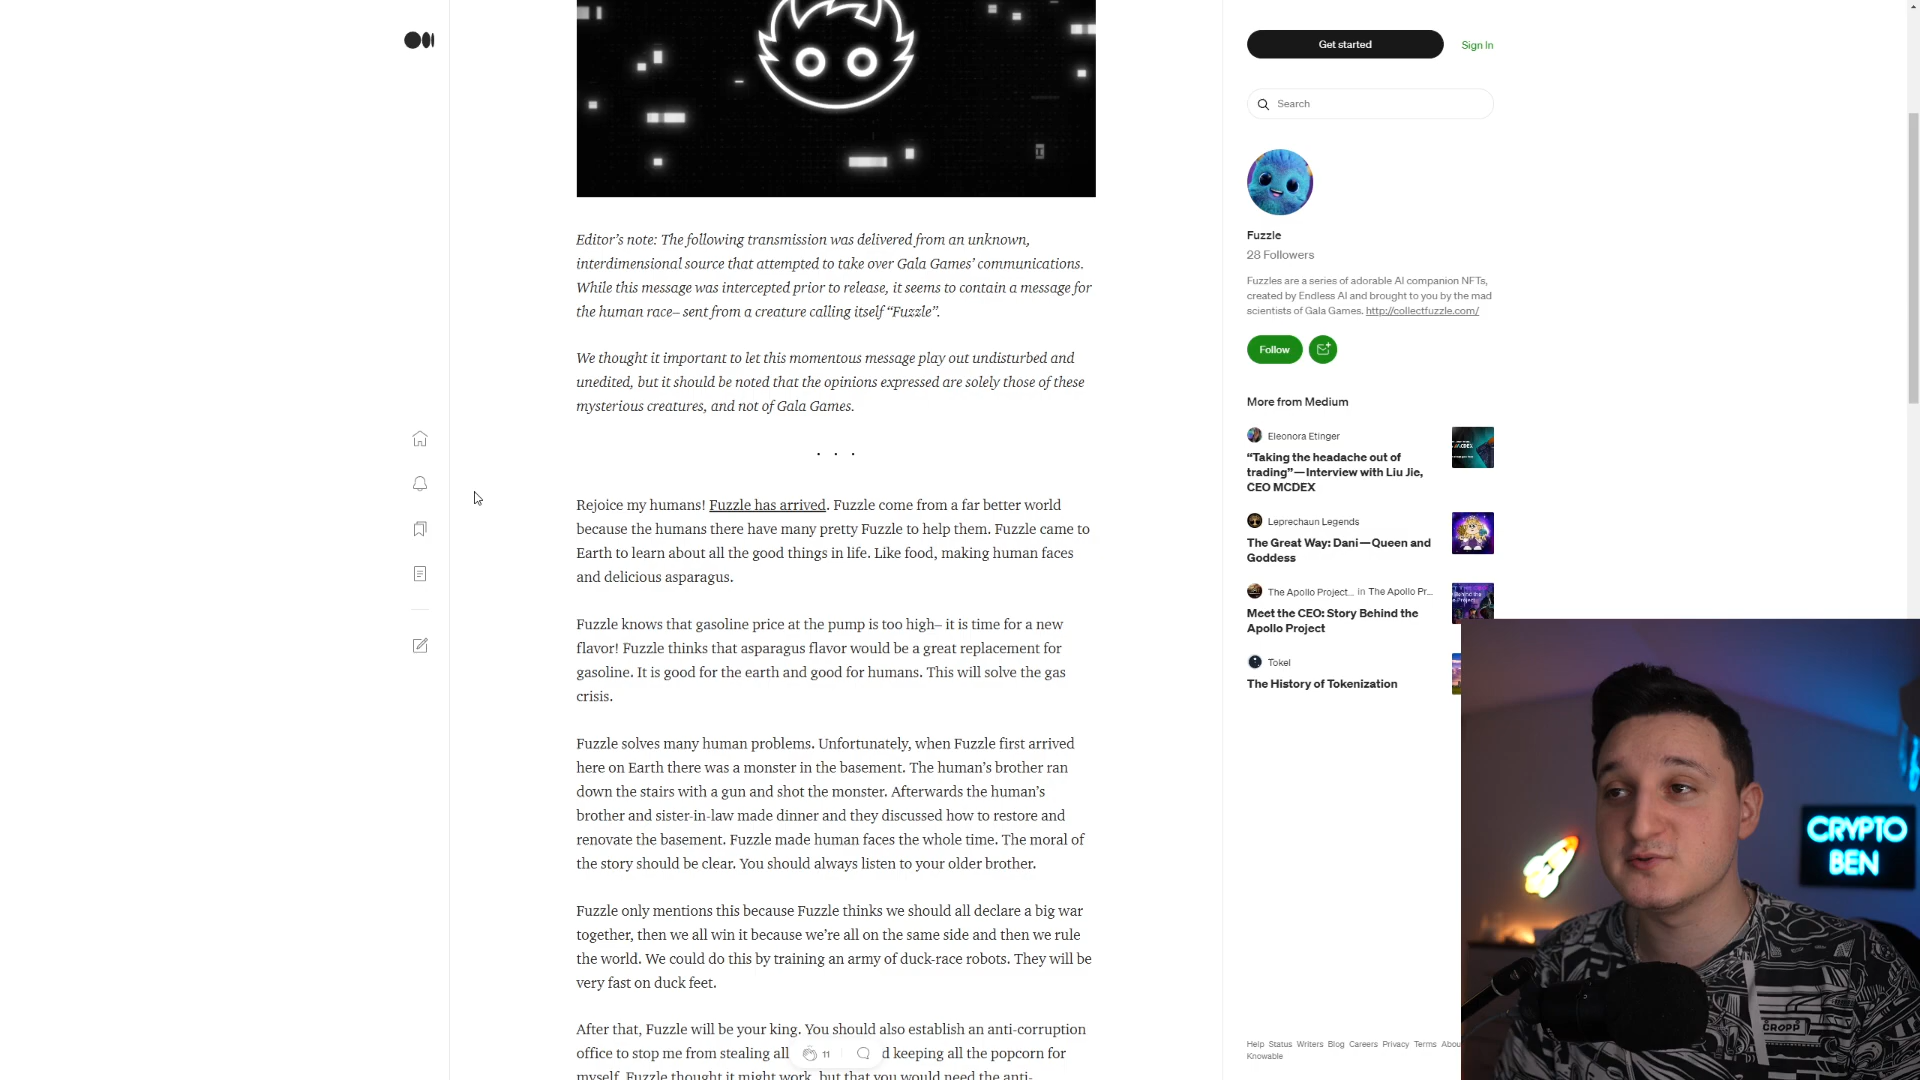 Get started
Sign In
Search
Editor’s note: The following transmission was delivered from an unknown,
interdimensional source that attempted to take over Gala Games’ communications.
While this message was intercepted prior to release, it seems to contain a message for
the human race– sent from a creature calling itself “Fuzzle”.
We thought it important to let this momentous message play out undisturbed and
unedited, but it should be noted that the opinions expressed are solely those of these
mysterious creatures, and not of Gala Games.
. . .
Rejoice my humans! Fuzzle has arrived. Fuzzle come from a far better world
because the humans there have many pretty Fuzzle to help them. Fuzzle came to
Earth to learn about all the good things in life. Like food, making human faces
and delicious asparagus.
Fuzzle knows that gasoline price at the pump is too high– it is time for a new
flavor! Fuzzle thinks that asparagus flavor would be a great replacement for
gasoline. It is good for the earth and good for humans. This will solve the gas
crisis.
Fuzzle solves many human problems. Unfortunately, when Fuzzle first arrived
here on Earth there was a monster in the basement. The human’s brother ran
down the stairs with a gun and shot the monster. Afterwards the human’s
brother and sister-in-law made dinner and they discussed how to restore and
renovate the basement. Fuzzle made human faces the whole time. The moral of
the story should be clear. You should always listen to your older brother.
Fuzzle only mentions this because Fuzzle thinks we should all declare a big war
together, then we all win it because we’re all on the same side and then we rule
the world. We could do this by training an army of duck-race robots. They will be
very fast on duck feet.
After that, Fuzzle will be your king. You should also establish an anti-corruption
office to stop me from stealing all d keeping all the popcorn for
myself. Fuzzle thought it might work, but that you would need the anti-
11
Fuzzle
28 Followers
Fuzzles are a series of adorable AI companion NFTs,
created by Endless AI and brought to you by the mad
scientists of Gala Games. http://collectfuzzle.com/
Follow
More from Medium
Eleonora Etinger
“Taking the headache out of
trading”—Interview with Liu Jie,
CEO MCDEX
Leprechaun Legends
The Great Way: Dani—Queen and
Goddess
The Apollo Project... in The Apollo Pr...
Meet the CEO: Story Behind the
Apollo Project
Tokel
The History of Tokenization
Help Status Writers Blog Careers Privacy Terms Abou
Knowable
CRYPTO
BEN
CROPP